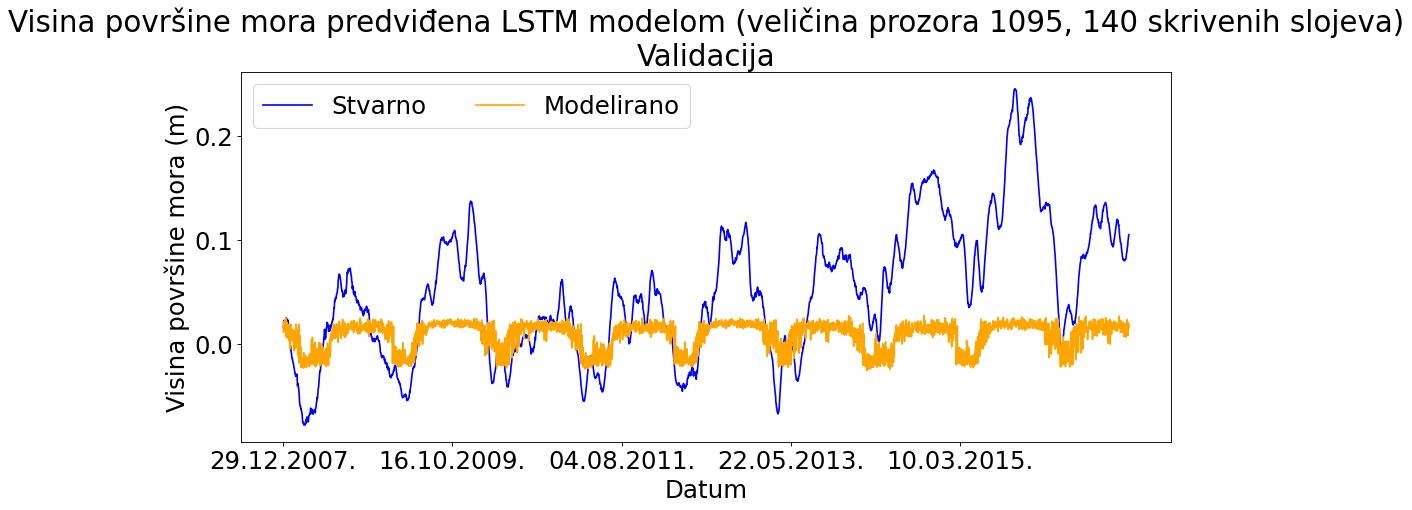 Visina površine mora predviđena LSTM modelom (veličina prozora 1095, 140 skrivenih slojeva)
Validacija
Stvarno Modelirano
Visina površine mora (m)
0.2
0.1
0.0
29.12.2007. 16.10.2009. 04.08.2011. 22.05.2013. 10.03.2015.
Datum